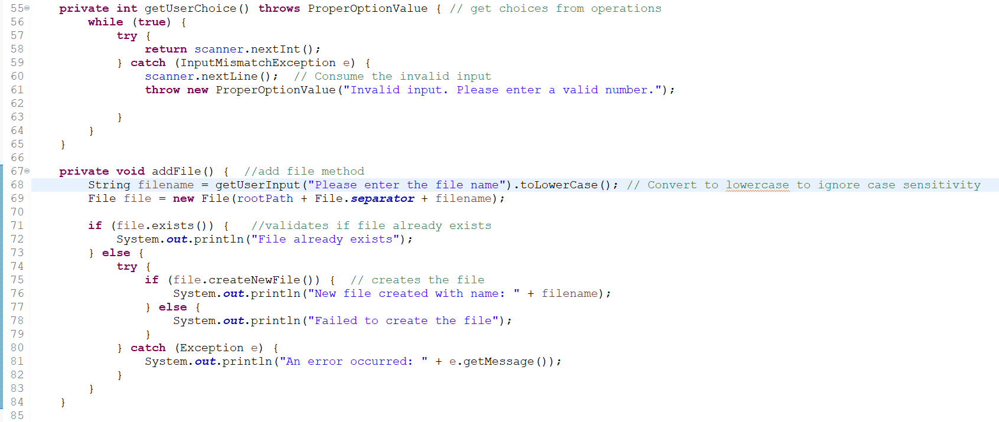 55 private int getUserChoice() throws ProperOptionValue { // get choices from operations
56 while (true) {
57 try {
58 return scanner.nextInt();
59 } catch (InputMismatchException e) {
60 scanner.nextLine(); // Consume the invalid input
61 throw new ProperOptionValue("Invalid input. Please enter a valid number.");
62
63 }
64 }
65 }
66
67 private void addFile() { //add file method
68 String filename = getUserInput("Please enter the file name").toLowerCase(); // Convert to lowercase to ignore case sensitivity
69 File file = new File(rootPath + File.separator + filename);
70
71 if (file.exists()) { //validates if file already exists
72 System.out.println("File already exists");
73 } else {
74 try {
75 if (file.createNewFile()) { // creates the file
76 System.out.println("New file created with name: " + filename);
77 } else {
78 System.out.println("Failed to create the file");
79 }
80 } catch (Exception e) {
81 System.out.println("An error occurred: " + e.getMessage());
82 }
83 }
84 }
85